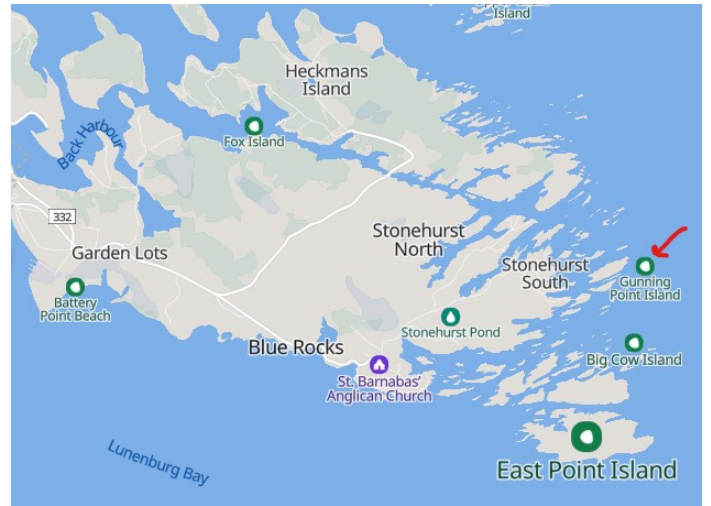 Island
Heckmans
Island
Back Harbour
Fox Island
332
Garden Lots
Stonehurst
North
Stonehurst
South
Gunning
Point Island
Battery
Point Beach
Stonehurst Pond
Blue Rocks
Big Cow Island
St. Barnabas'
Anglican Church
Lunenburg Bay
East Point Island